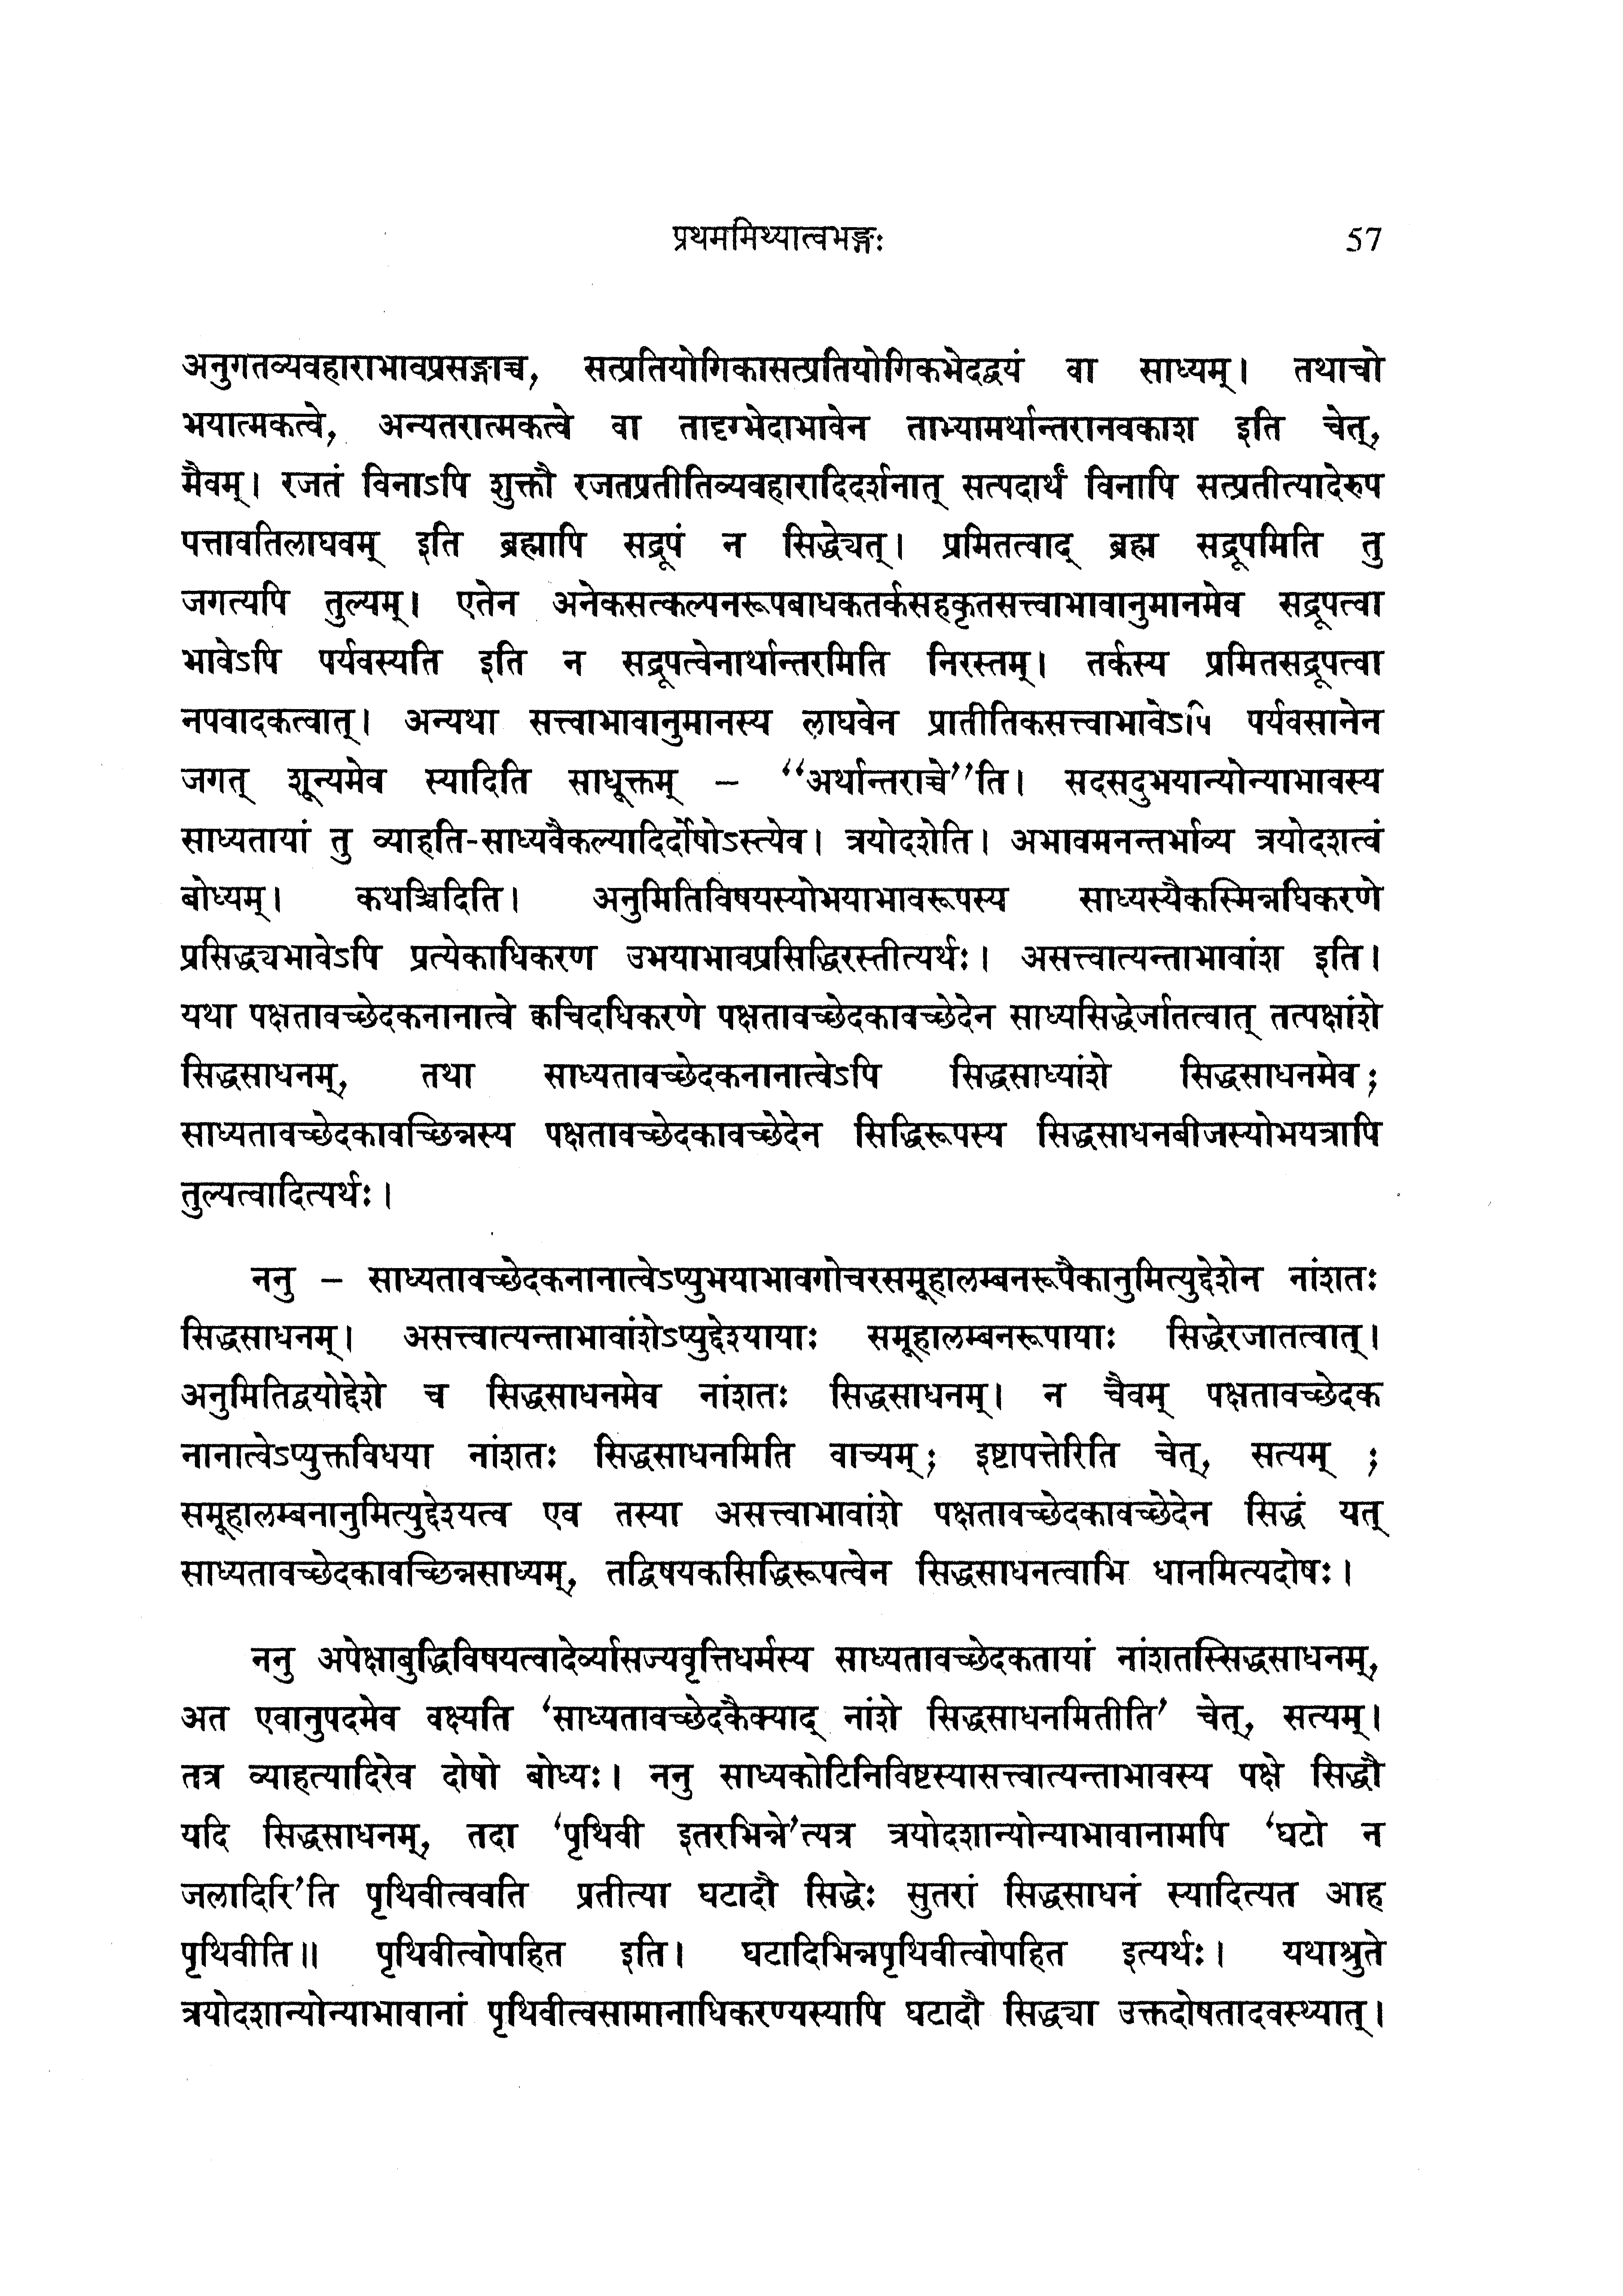 प्रथममिथ्यात्वभङ्गः 57
अनुगतव्यवहाराभावप्रसङ्गाच्च, सत्प्रतियोगिकासत्प्रतियोगिकभेदद्वयं वा साध्यम्। तथाचो
भयात्मकत्वे, अन्यतरात्मकत्वे वा तादृग्भेदाभावेन ताभ्यामर्थान्तरानवकाश इति चेत्,
मैवम्। रजतं विनाऽपि शुक्तौ रजतप्रतीतिव्यवहारादिदर्शनात् सत्पदार्थं विनापि सत्प्रतीत्यादेरुप
पत्तावतिलाघवम् इति ब्रह्मापि सद्रूपं न सिद्ध्येत्। प्रमितत्वाद् ब्रह्म सद्रूपमिति तु
जगत्यपि तुल्यम्। एतेन अनेकसत्कल्पनरूपबाधकतर्कसहकृतसत्त्वाभावानुमानमेव सद्रूपत्वा
भावेऽपि पर्यवस्यति इति न सद्रूपत्वेनार्थान्तरमिति निरस्तम्। तर्कस्य प्रमितसद्रूपत्वा
नपवादकत्वात्। अन्यथा सत्त्वाभावानुमानस्य लाघवेन प्रातीतिकसत्त्वाभावेऽपि पर्यवसानेन
जगत् शून्यमेव स्यादिति साधूक्तम् – “अर्थान्तराच्चे”ति। सदसदुभयान्योन्याभावस्य
साध्यतायां तु व्याहति-साध्यवैकल्यादिर्दोषोऽस्त्येव। त्रयोदशेति। अभावमनन्तर्भाव्य त्रयोदशत्वं
बोध्यम्। कथञ्चिदिति। अनुमितिविषयस्योभयाभावरूपस्य साध्यस्यैकस्मिन्नधिकरणे
प्रसिद्ध्यभावेऽपि प्रत्येकाधिकरण उभयाभावप्रसिद्धिरस्तीत्यर्थः। असत्त्वात्यन्ताभावांश इति।
यथा पक्षतावच्छेदकनानात्वे क्वचिदधिकरणे पक्षतावच्छेदकावच्छेदेन साध्यसिद्धेर्जातत्वात् तत्पक्षांशे
सिद्धसाधनम्, तथा साध्यतावच्छेदकनानात्वेऽपि सिद्धसाध्यांशे सिद्धसाधनमेव;
साध्यतावच्छेदकावच्छिन्नस्य पक्षतावच्छेदकावच्छेदेन सिद्धिरूपस्य सिद्धसाधनबीजस्योभयत्रापि
तुल्यत्वादित्यर्थः।
ननु – साध्यतावच्छेदकनानात्वेऽप्युभयाभावगोचरसमूहालम्बनरूपैकानुमित्युद्देशेन नांशतः
सिद्धसाधनम्। असत्त्वात्यन्ताभावांशेऽप्युद्देश्यायाः समूहालम्बनरूपायाः सिद्धेरजातत्वात्।
अनुमितिद्वयोद्देशे च सिद्धसाधनमेव नांशतः सिद्धसाधनम्। न चैवम् पक्षतावच्छेदक
नानात्वेऽप्युक्तविधया नांशतः सिद्धसाधनमिति वाच्यम्; इष्टापत्तेरिति चेत्, सत्यम् ;
समूहालम्बनानुमित्युद्देश्यत्व एव तस्या असत्त्वाभावांशे पक्षतावच्छेदकावच्छेदेन सिद्धं यत्
साध्यतावच्छेदकावच्छिन्नसाध्यम्, तद्विषयकसिद्धिरूपत्वेन सिद्धसाधनत्वाभि धानमित्यदोषः।
ननु अपेक्षाबुद्धिविषयत्वादेर्व्यासज्यवृत्तिधर्मस्य साध्यतावच्छेदकतायां नांशतस्सिद्धसाधनम्,
अत एवानुपदमेव वक्ष्यति ‘साध्यतावच्छेदकैक्याद् नांशे सिद्धसाधनमितीति’ चेत्, सत्यम्।
तत्र व्याहत्यादिरेव दोषो बोध्यः। ननु साध्यकोटिनिविष्टस्यासत्त्वात्यन्ताभावस्य पक्षे सिद्धौ
यदि सिद्धसाधनम्, तदा ‘पृथिवी इतरभिन्ने’त्यत्र त्रयोदशान्योन्याभावानामपि ‘घटो न
जलादिरि’ति पृथिवीत्ववति प्रतीत्या घटादौ सिद्धेः सुतरां सिद्धसाधनं स्यादित्यत आह
पृथिवीति॥ पृथिवीत्वोपहित इति। घटादिभिन्नपृथिवीत्वोपहित इत्यर्थः। यथाश्रुते
त्रयोदशान्योन्याभावानां पृथिवीत्वसामानाधिकरण्यस्यापि घटादौ सिद्ध्या उक्तदोषतादवस्थ्यात्।